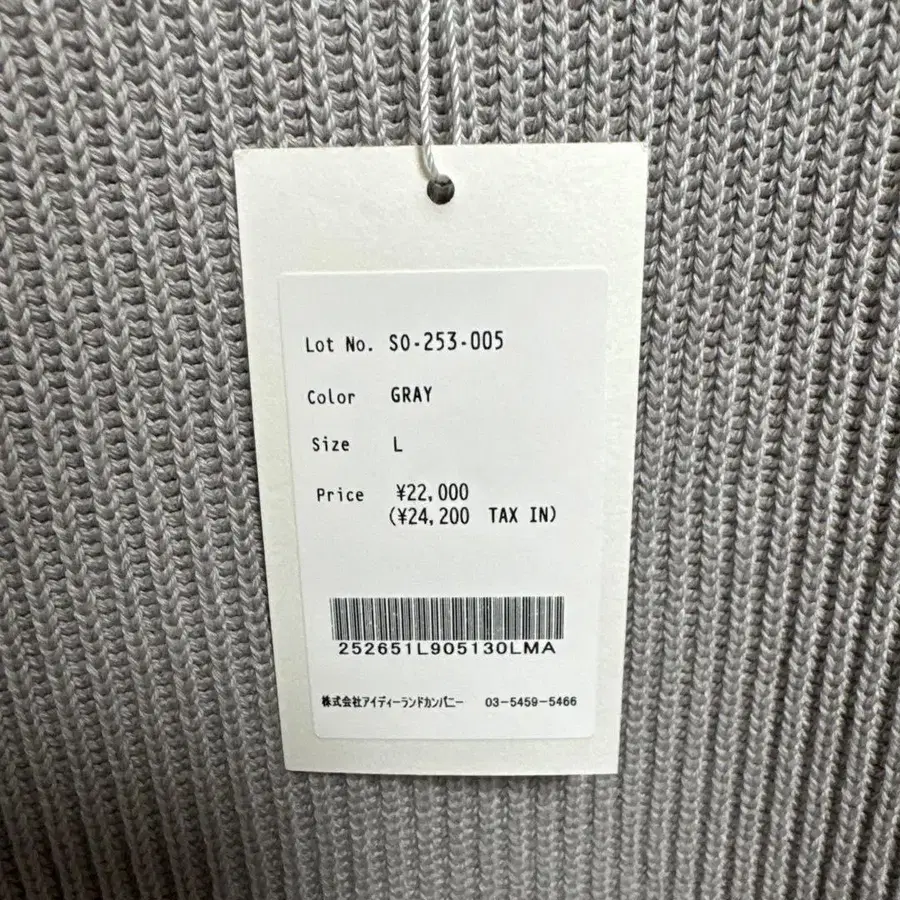 Lot No. SO-253-005
Color GRAY
Size L
Price ¥22,000
(¥24,200 TAX IN)
252651L905130LMA
株式会社アイディーランドカンパニー 03-5459-5466